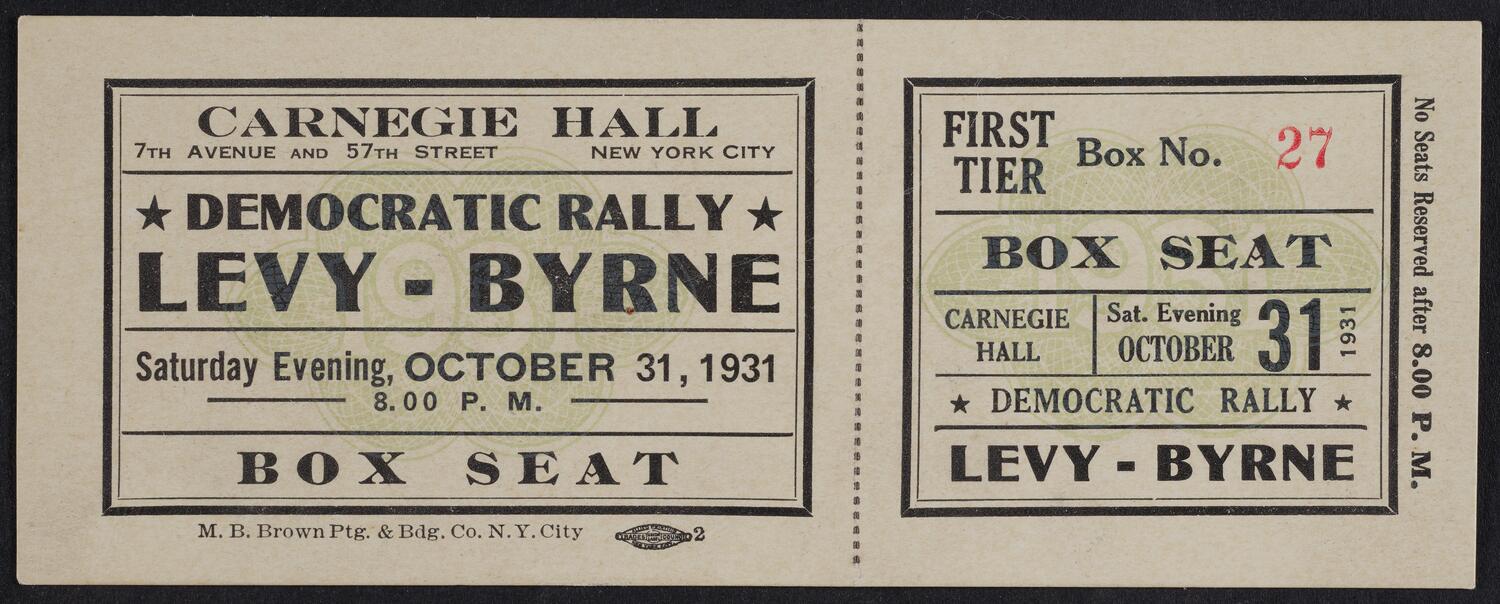 CARNEGIE HALL
7TH AVENUE AND 57TH STREET NEW YORK CITY
★ DEMOCRATIC RALLY ★
LEVY - BYRNE
Saturday Evening, OCTOBER 31, 1931
8.00 P. M.
BOX SEAT
M. B. Brown Ptg. & Bdg. Co. N. Y. City
2
FIRST
TIER
Box No. 27
BOX SEAT
CARNEGIE
HALL
Sat. Evening
OCTOBER
31
1931
★ DEMOCRATIC RALLY ★
LEVY - BYRNE
No Seats Reserved after 8.00 P. M.